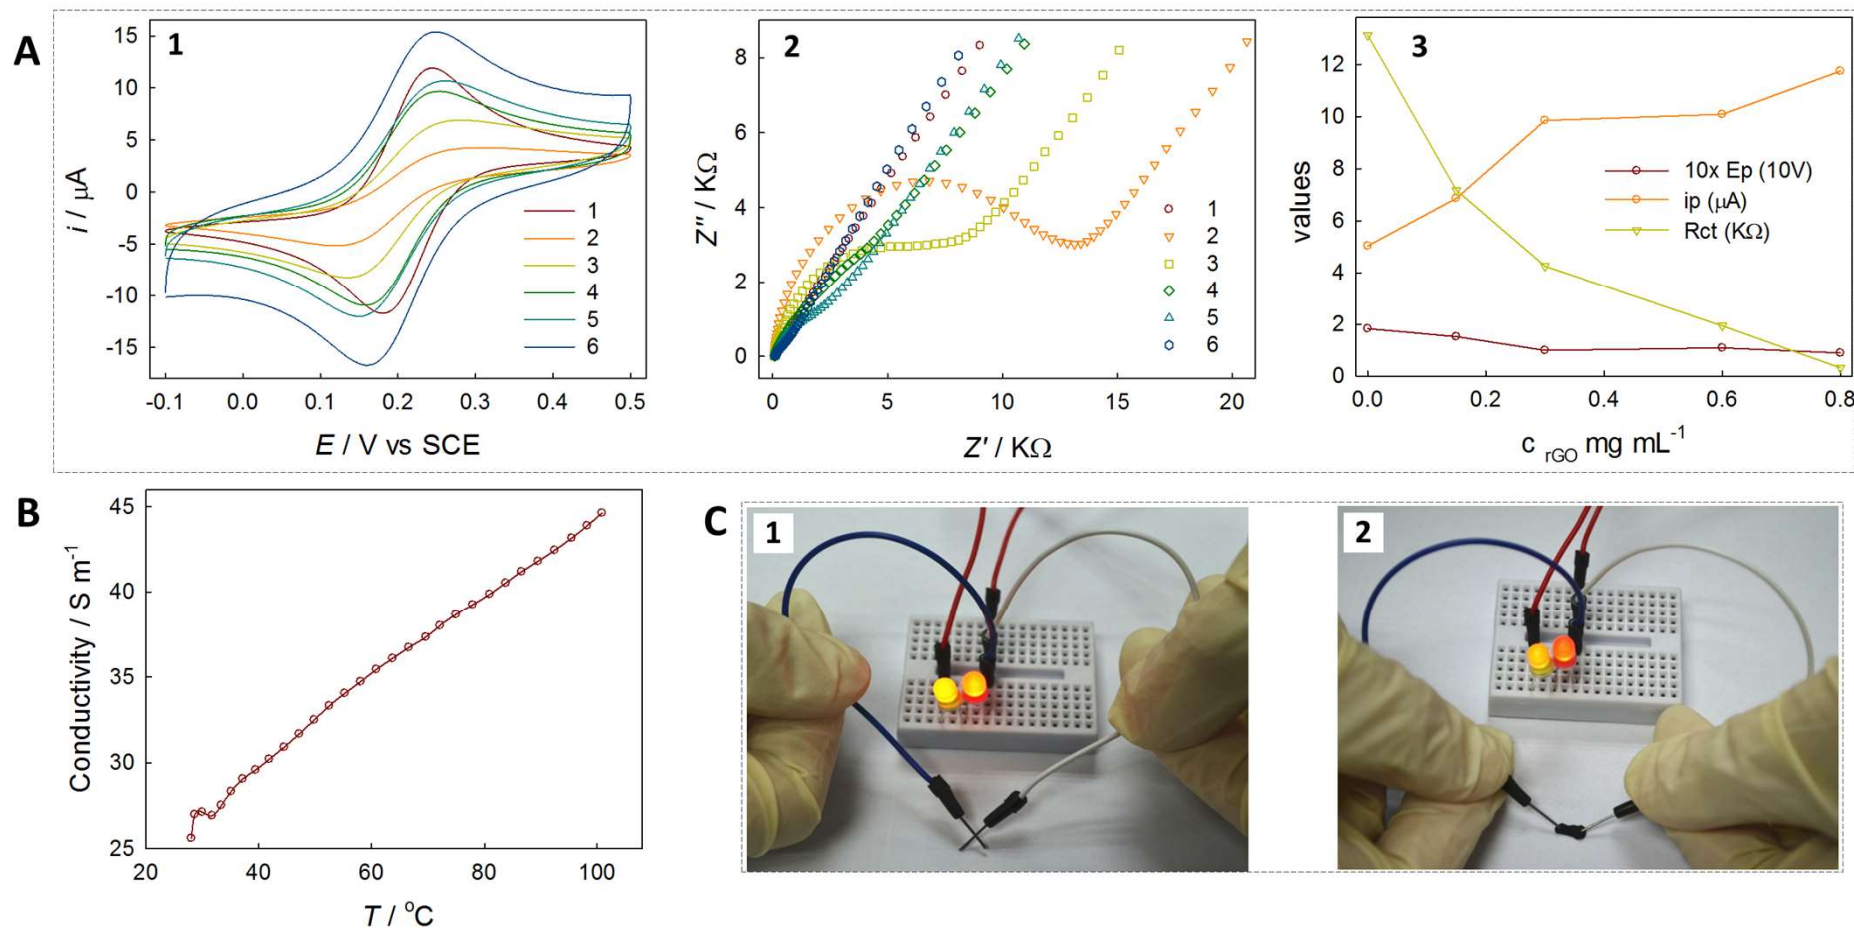 A
1
15
10
5
0
-5
-10
-15
i / μA
-0.1 0.0 0.1 0.2 0.3 0.4 0.5
E / V vs SCE
1
2
3
4
5
6
2
8
6
4
2
0
Z'' / KΩ
0 5 10 15 20
Z' / KΩ
1
2
3
4
5
6
3
12
10
8
6
4
2
0
values
0.0 0.2 0.4 0.6 0.8
c rGO mg mL⁻¹
10x Ep (10V)
ip (μA)
Rct (KΩ)
B
45
40
35
30
25
Conductivity / S m⁻¹
20 40 60 80 100
T / °C
C
1
2